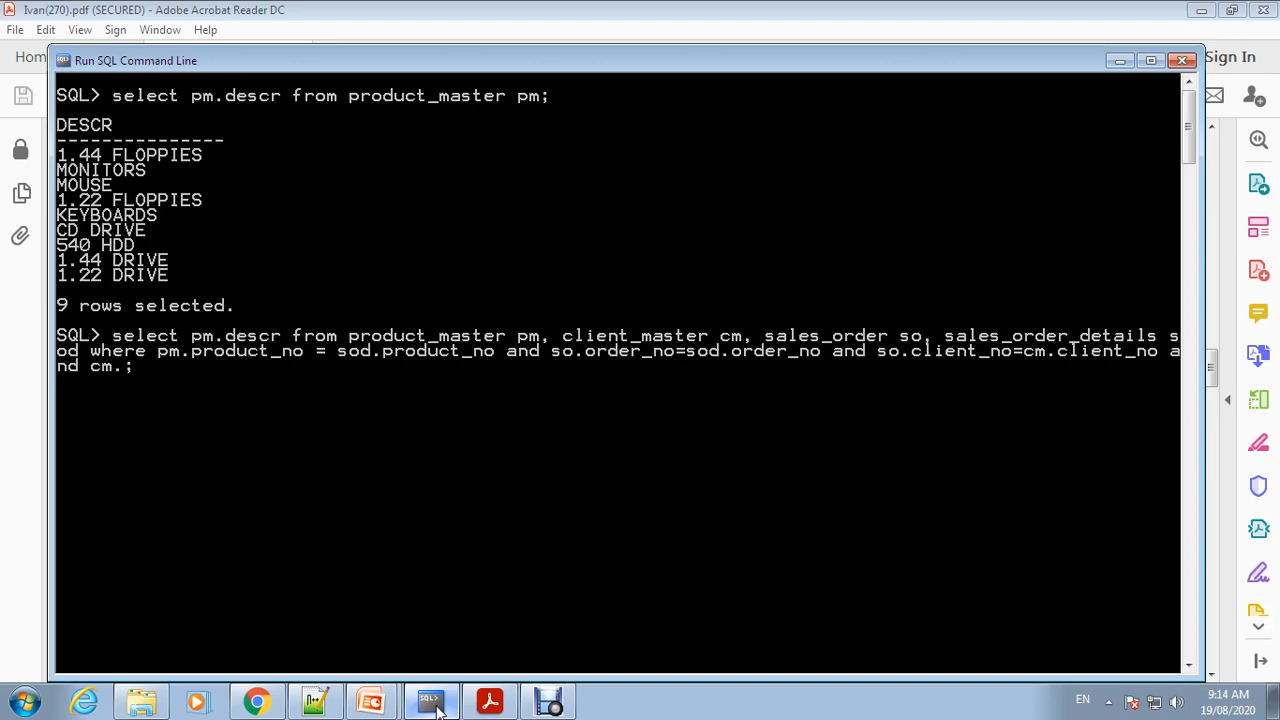 Ivan(270).pdf (SECURED) - Adobe Acrobat Reader DC
File Edit View Sign Window Help
Hom
Sign In
Run SQL Command Line
SQL> select pm.descr from product_master pm;
DESCR
---------------
1.44 FLOPPIES
MONITORS
MOUSE
1.22 FLOPPIES
KEYBOARDS
CD DRIVE
540 HDD
1.44 DRIVE
1.22 DRIVE
9 rows selected.
SQL> select pm.descr from product_master pm, client_master cm, sales_order so, sales_order_details s
od where pm.product_no = sod.product_no and so.order_no=sod.order_no and so.client_no=cm.client_no a
nd cm.;
EN
9:14 AM
19/08/2020